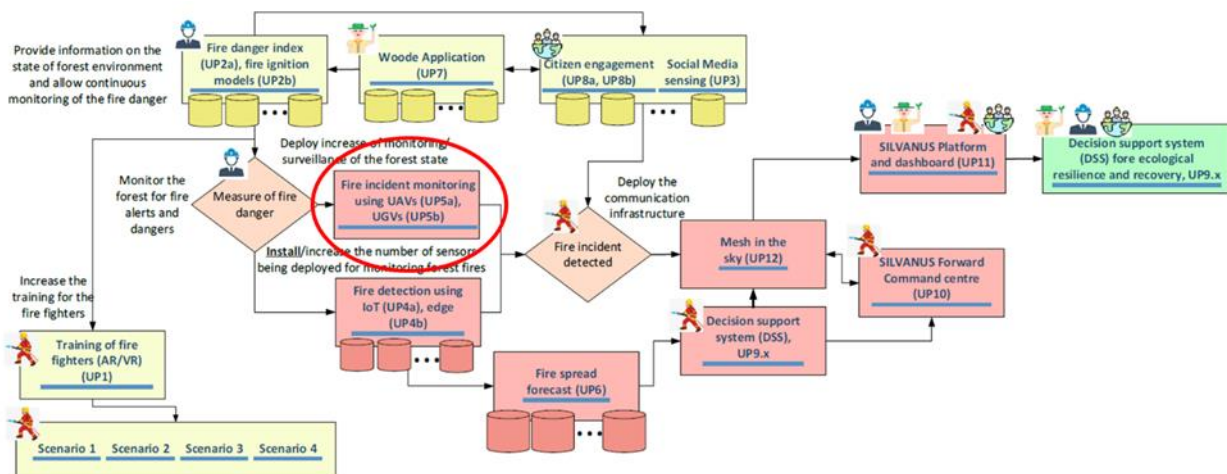 Provide information on the
state of forest environment
and allow continuous
monitoring of the fire danger
Fire danger index
(UP2a), fire ignition
models (UP2b)
Woode Application
(UP7)
Citizen engagement
(UP8a, UP8b)
Social Media
sensing (UP3)
Deploy increase of monitoring/
surveillance of the forest state
Monitor the
forest for fire
alerts and
dangers
Measure of fire
danger
Fire incident monitoring
using UAVs (UP5a),
UGVs (UP5b)
Deploy the
communication
infrastructure
Fire incident
detected
SILVANUS Platform
and dashboard (UP11)
Decision support system
(DSS) fore ecological
resilience and recovery, UP9.x
Mesh in the
sky (UP12)
SILVANUS Forward
Command centre
(UP10)
Install/increase the number of sensors
being deployed for monitoring forest fires
Fire detection using
IoT (UP4a), edge
(UP4b)
Decision support
system (DSS),
UP9.x
Increase the
training for the
fire fighters
Training of fire
fighters (AR/VR)
(UP1)
Fire spread
forecast (UP6)
Scenario 1 Scenario 2 Scenario 3 Scenario 4